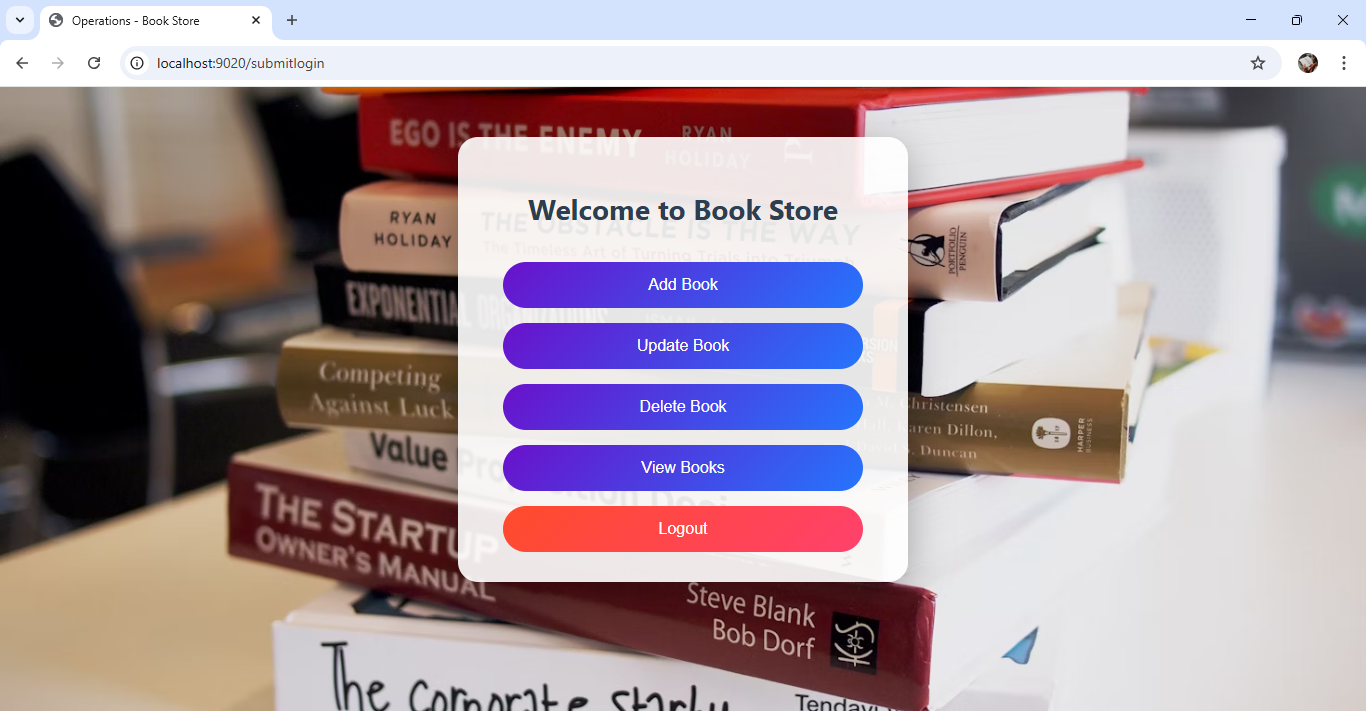 Operations - Book Store
localhost:9020/submitlogin
EGO IS THE ENEMY
RYAN
HOLIDAY
P
Welcome to Book Store
RYAN
HOLIDAY
THE OBSTACLE IS THE WAY
The Timeless Art of Turning Trials into Triumph
PORTFOLIO
PENGUIN
Add Book
EXPONENTIAL ORGANIZATIONS
Update Book
Competing
Against Luck
Delete Book
Christensen
Karen Dillon,
S. Duncan
HARPER
BUSINESS
Value
View Books
THE STARTUP
OWNER'S MANUAL
Logout
Steve Blank
Bob Dorf
The corporate startu
Tendayi